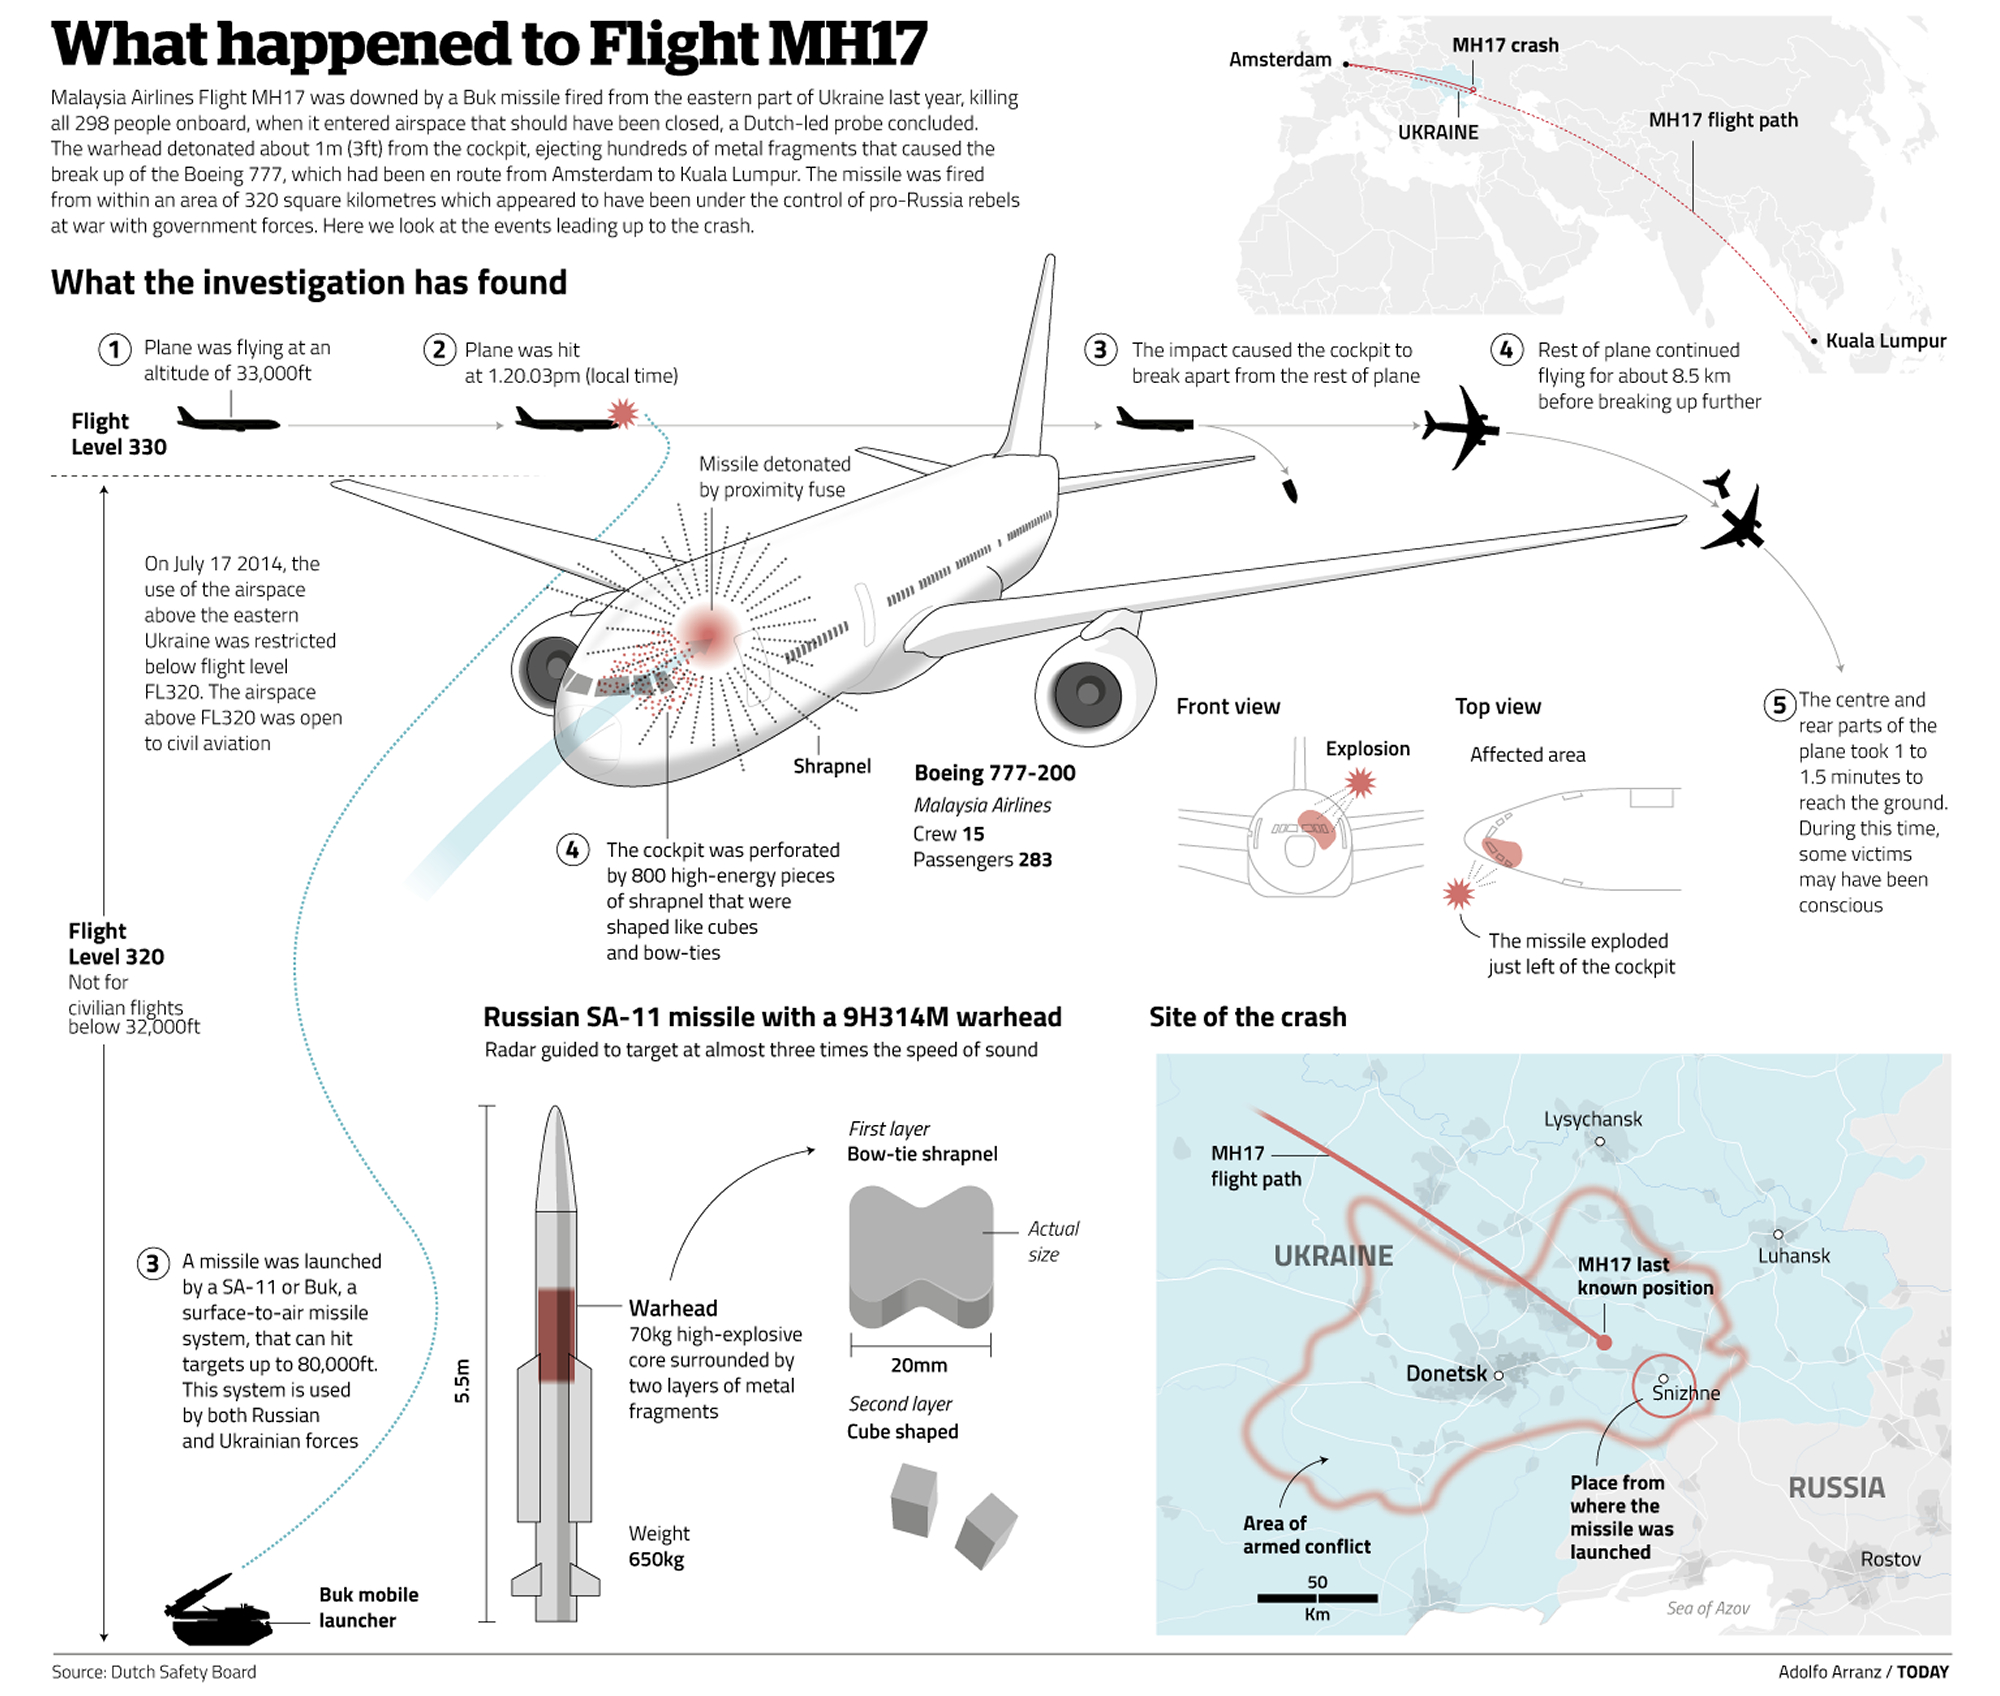 What happened to Flight MH17
Malaysia Airlines Flight MH17 was downed by a Buk missile fired from the eastern part of Ukraine last year, killing
all 298 people onboard, when it entered airspace that should have been closed, a Dutch-led probe concluded.
The warhead detonated about 1m (3ft) from the cockpit, ejecting hundreds of metal fragments that caused the
break up of the Boeing 777, which had been en route from Amsterdam to Kuala Lumpur. The missile was fired
from within an area of 320 square kilometres which appeared to have been under the control of pro-Russia rebels
at war with government forces. Here we look at the events leading up to the crash.
Amsterdam
MH17 crash
UKRAINE
MH17 flight path
Kuala Lumpur
What the investigation has found
1
Plane was flying at an
altitude of 33,000ft
2
Plane was hit
at 1.20.03pm (local time)
3
The impact caused the cockpit to
break apart from the rest of plane
4
Rest of plane continued
flying for about 8.5 km
before breaking up further
Flight
Level 330
Missile detonated
by proximity fuse
On July 17 2014, the
use of the airspace
above the eastern
Ukraine was restricted
below flight level
FL320. The airspace
above FL320 was open
to civil aviation
Shrapnel
Boeing 777-200
Malaysia Airlines
Crew 15
Passengers 283
4
The cockpit was perforated
by 800 high-energy pieces
of shrapnel that were
shaped like cubes
and bow-ties
Front view
Explosion
Top view
Affected area
The missile exploded
just left of the cockpit
5
The centre and
rear parts of the
plane took 1 to
1.5 minutes to
reach the ground.
During this time,
some victims
may have been
conscious
Flight
Level 320
Not for
civilian flights
below 32,000ft
3
A missile was launched
by a SA-11 or Buk, a
surface-to-air missile
system, that can hit
targets up to 80,000ft.
This system is used
by both Russian
and Ukrainian forces
Buk mobile
launcher
Russian SA-11 missile with a 9H314M warhead
Radar guided to target at almost three times the speed of sound
5.5m
Warhead
70kg high-explosive
core surrounded by
two layers of metal
fragments
Weight
650kg
First layer
Bow-tie shrapnel
Actual
size
20mm
Second layer
Cube shaped
Site of the crash
MH17
flight path
Lysychansk
UKRAINE
Luhansk
MH17 last
known position
Donetsk
Snizhne
Area of
armed conflict
Place from
where the
missile was
launched
RUSSIA
Rostov
Sea of Azov
50
Km
Source: Dutch Safety Board
Adolfo Arranz / TODAY